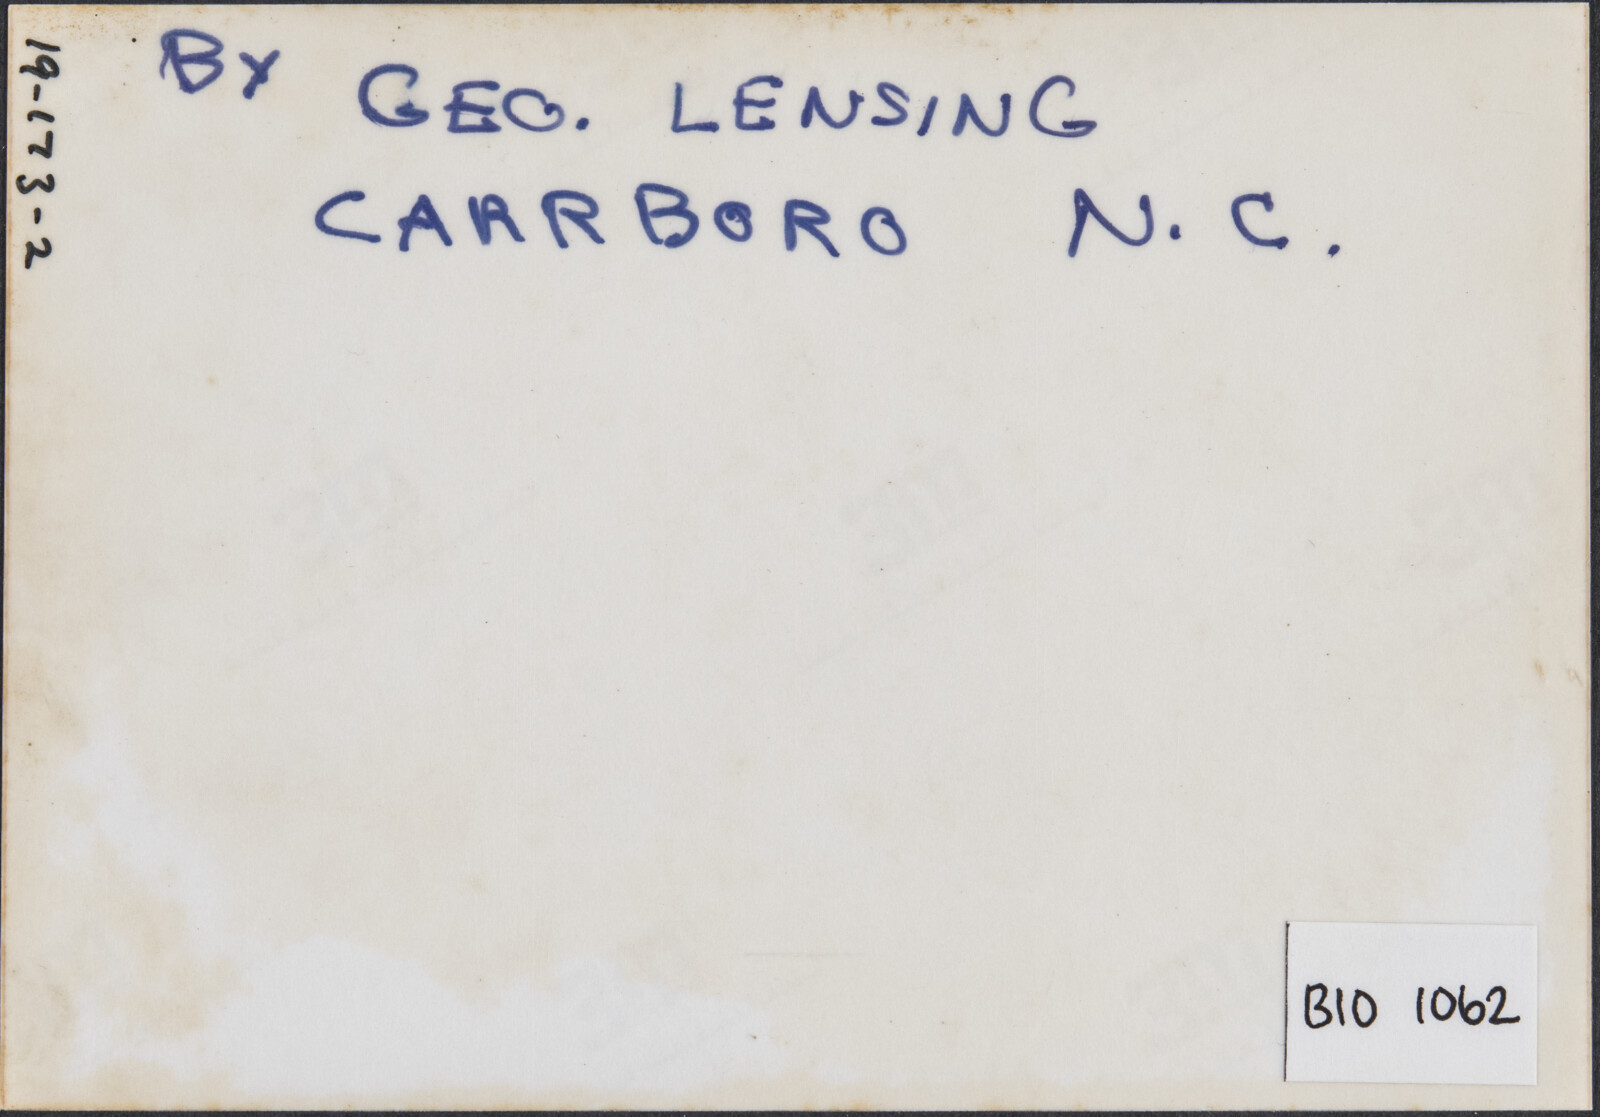 By GEO. LENSING
CARRBORO N.C.
19-173-2
BIO 1062